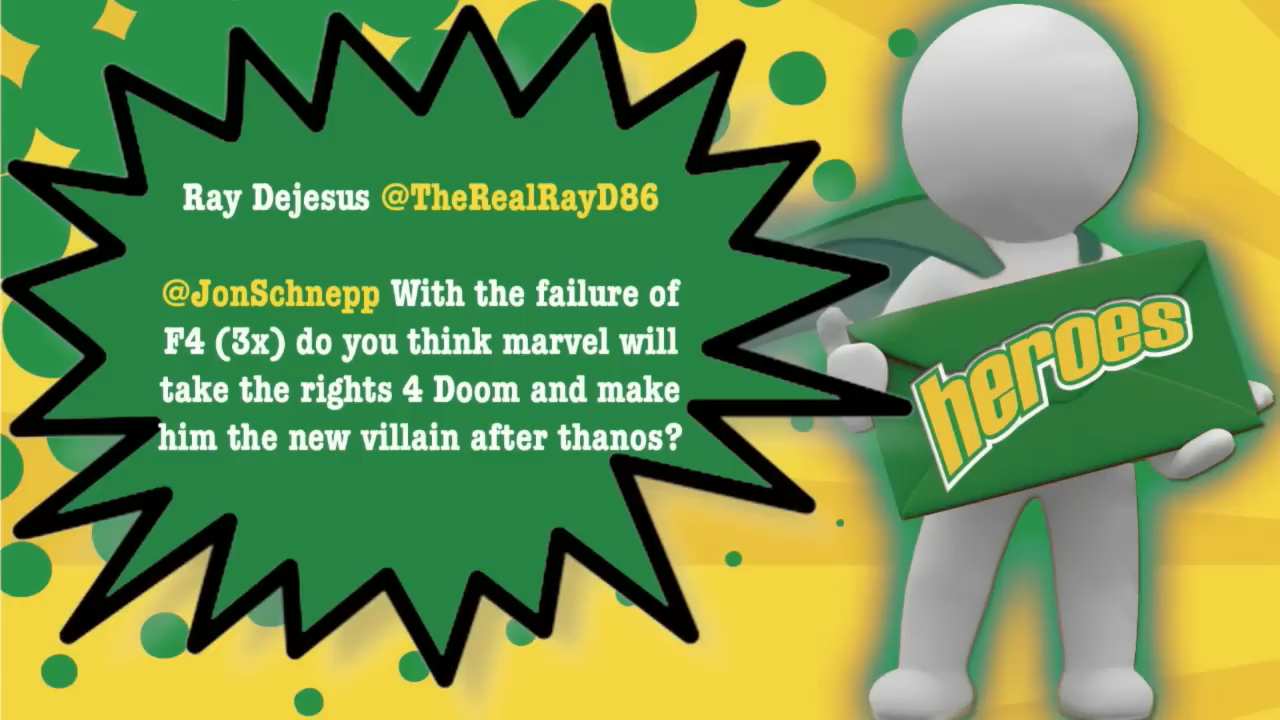 Ray Dejesus @TheRealRayD86
@JonSchnepp With the failure of
F4 (3x) do you think marvel will
take the rights 4 Doom and make
him the new villain after thanos?
heroes